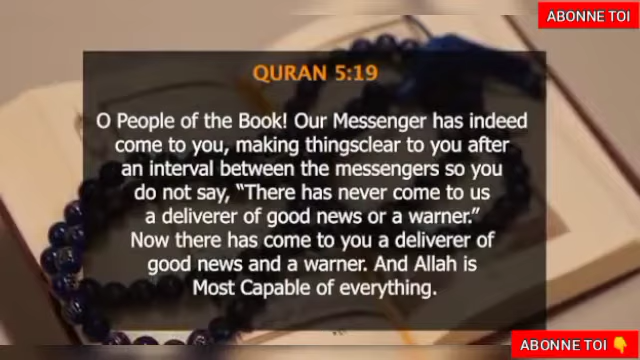 ABONNE TOI
QURAN 5:19
O People of the Book! Our Messenger has indeed
come to you, making thingsclear to you after
an interval between the messengers so you
do not say, “There has never come to us
a deliverer of good news or a warner.”
Now there has come to you a deliverer of
good news and a warner. And Allah is
Most Capable of everything.
ABONNE TOI 👇